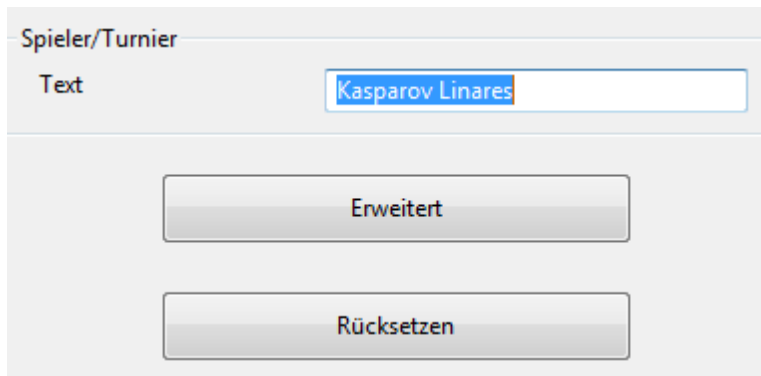 Spieler/Turnier
Text Kasparov Linares
Erweitert
Rücksetzen